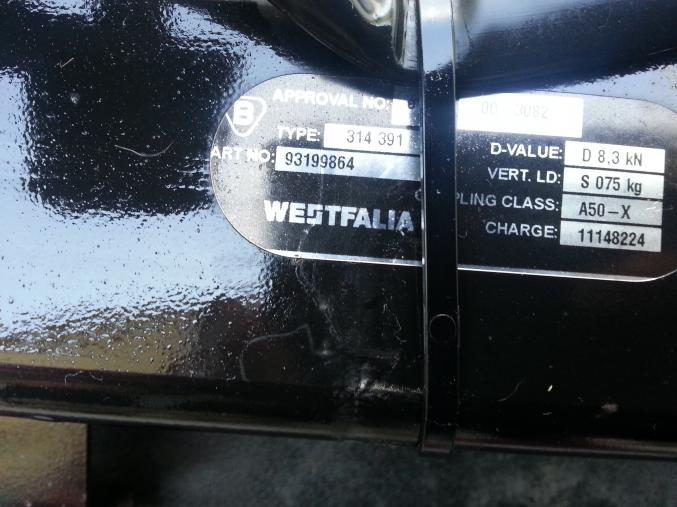 B
APPROVAL NO: 00-3082
TYPE: 314 391
ART NO: 93199864
WESTFALIA
D-VALUE: D 8,3 kN
VERT. LD: S 075 kg
PLING CLASS: A50-X
CHARGE: 11148224